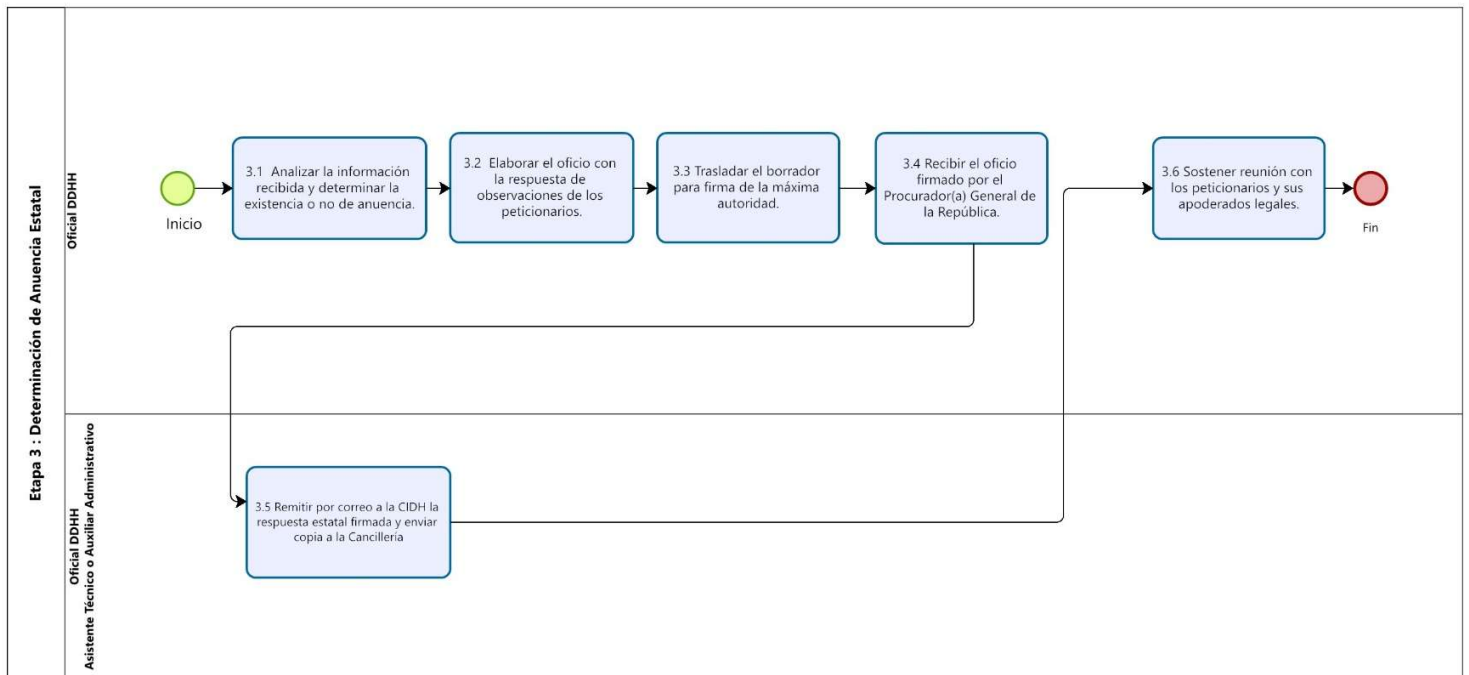 Etapa 3 : Determinación de Anuencia Estatal
Oficial DDHH
Inicio
3.1 Analizar la información
recibida y determinar la
existencia o no de anuencia.
3.2 Elaborar el oficio con
la respuesta de
observaciones de los
peticionarios.
3.3 Trasladar el borrador
para firma de la máxima
autoridad.
3.4 Recibir el oficio
firmado por el
Procurador(a) General de
la República.
3.6 Sostener reunión con
los peticionarios y sus
apoderados legales.
Fin
Oficial DDHH
Asistente Técnico o Auxiliar Administrativo
3.5 Remitir por correo a la CIDH la
respuesta estatal firmada y enviar
copia a la Cancillería